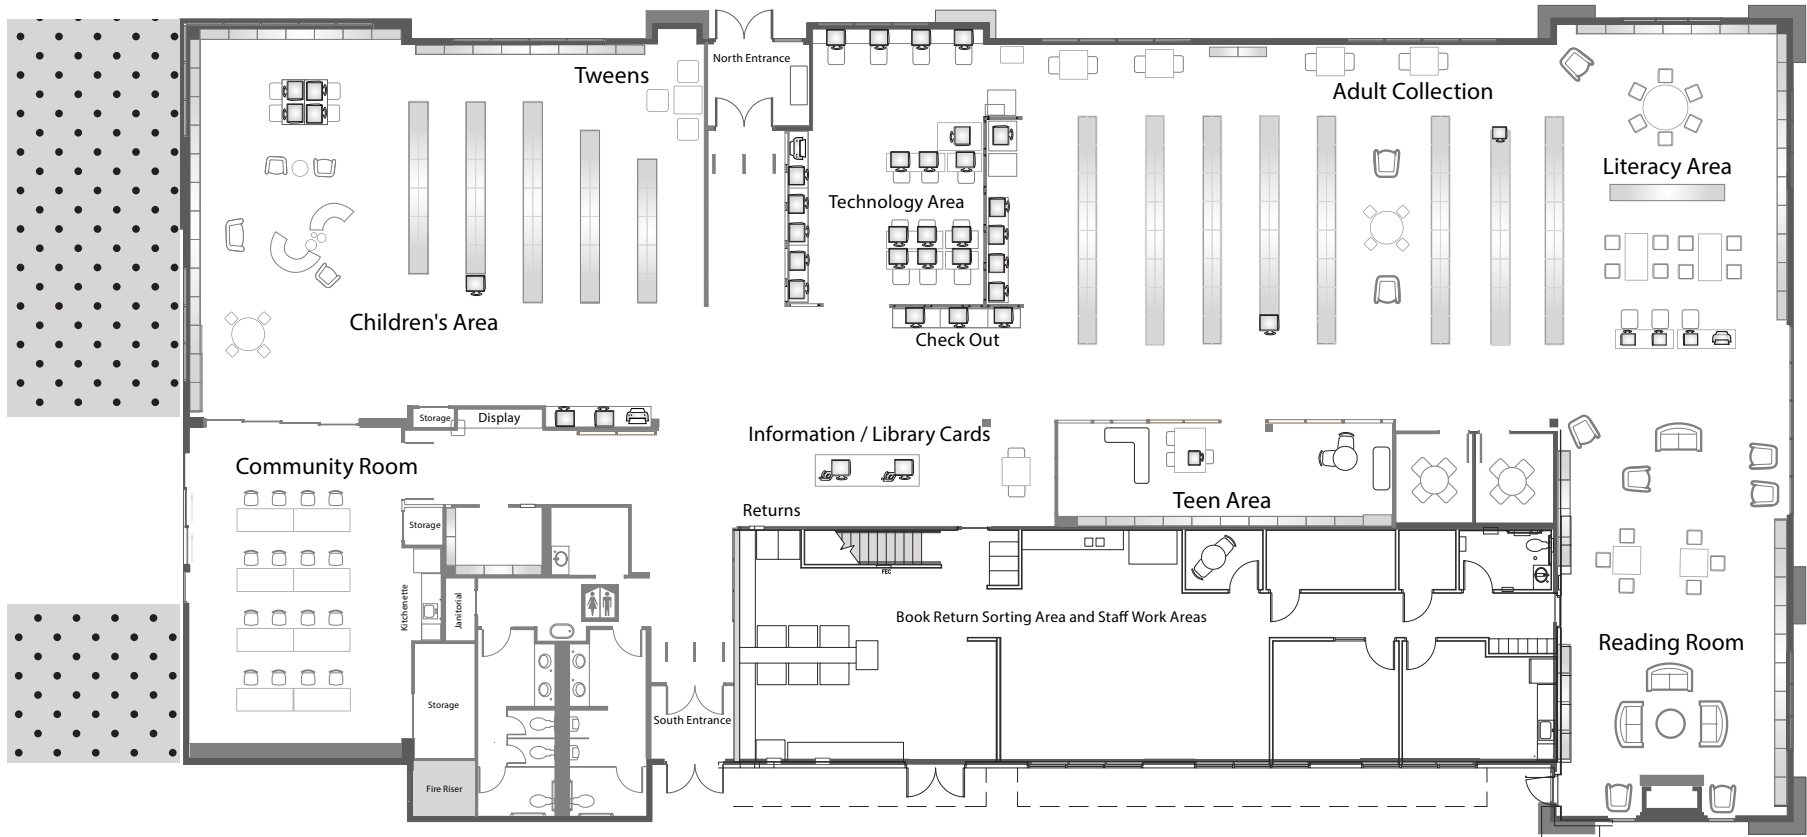 North Entrance
Tweens
Adult Collection
Literacy Area
Technology Area
Children's Area
Check Out
Storage
Display
Information / Library Cards
Community Room
Teen Area
Returns
Storage
FEC
Kitchenette
Janitorial
Book Return Sorting Area and Staff Work Areas
Reading Room
Storage
South Entrance
Fire Riser